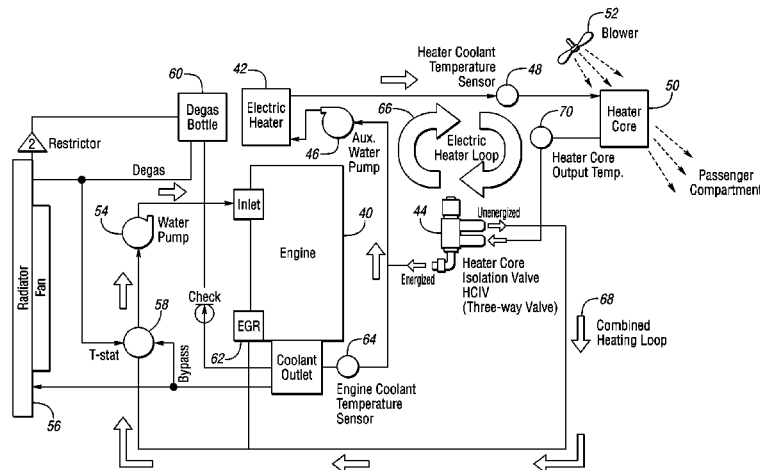 52
Blower
60
42
Heater Coolant
Temperature
Sensor
48
50
Degas
Bottle
Electric
Heater
66
70
Heater
Core
2
Restrictor
46
Aux.
Water
Pump
Electric
Heater Loop
Heater Core
Output Temp.
Passenger
Compartment
Degas
54
Water
Pump
Inlet
40
44
Unenergized
Engine
Energized
Heater Core
Isolation Valve
HCIV
(Three-way Valve)
Radiator
Fan
Check
68
Combined
Heating Loop
58
EGR
64
T-stat
Bypass
62
Coolant
Outlet
Engine Coolant
Temperature
Sensor
56